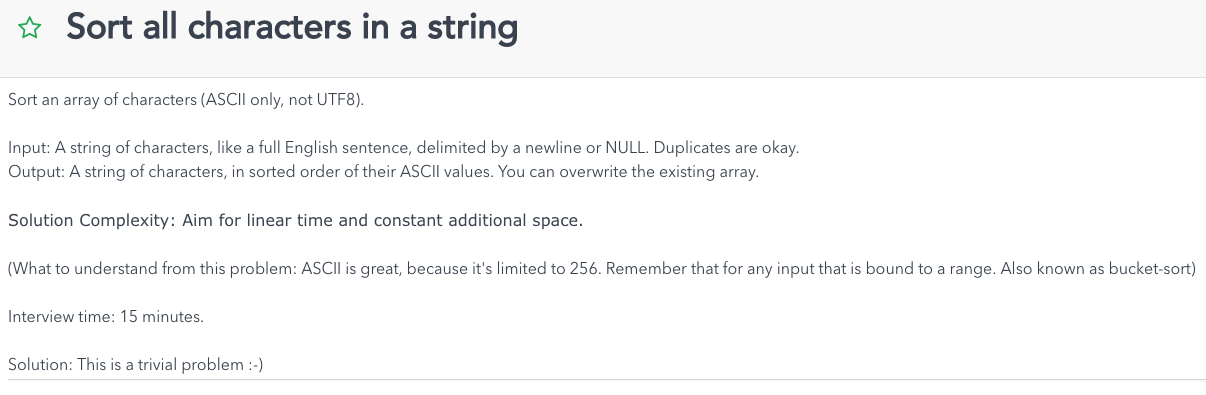 Sort all characters in a string
Sort an array of characters (ASCII only, not UTF8).
Input: A string of characters, like a full English sentence, delimited by a newline or NULL. Duplicates are okay.
Output: A string of characters, in sorted order of their ASCII values. You can overwrite the existing array.
Solution Complexity: Aim for linear time and constant additional space.
(What to understand from this problem: ASCII is great, because it's limited to 256. Remember that for any input that is bound to a range. Also known as bucket-sort)
Interview time: 15 minutes.
Solution: This is a trivial problem :-)